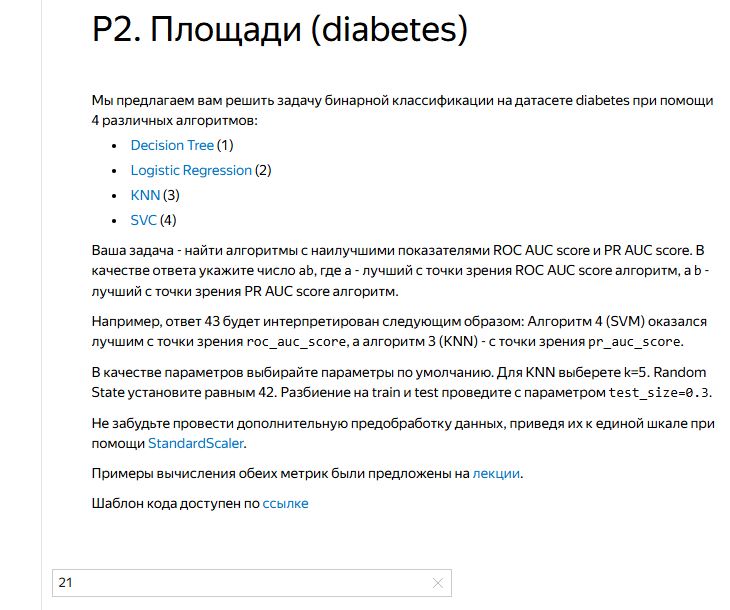 P2. Площади (diabetes)
Мы предлагаем вам решить задачу бинарной классификации на датасете diabetes при помощи
4 различных алгоритмов:
• Decision Tree (1)
• Logistic Regression (2)
• KNN (3)
• SVC (4)
Ваша задача - найти алгоритмы с наилучшими показателями ROC AUC score и PR AUC score. В
качестве ответа укажите число ab, где a - лучший с точки зрения ROC AUC score алгоритм, а b -
лучший с точки зрения PR AUC score алгоритм.
Например, ответ 43 будет интерпретирован следующим образом: Алгоритм 4 (SVM) оказался
лучшим с точки зрения roc_auc_score, а алгоритм 3 (KNN) - с точки зрения pr_auc_score.
В качестве параметров выбирайте параметры по умолчанию. Для KNN выберете k=5. Random
State установите равным 42. Разбиение на train и test проведите с параметром test_size=0.3.
Не забудьте провести дополнительную предобработку данных, приведя их к единой шкале при
помощи StandardScaler.
Примеры вычисления обеих метрик были предложены на лекции.
Шаблон кода доступен по ссылке
21